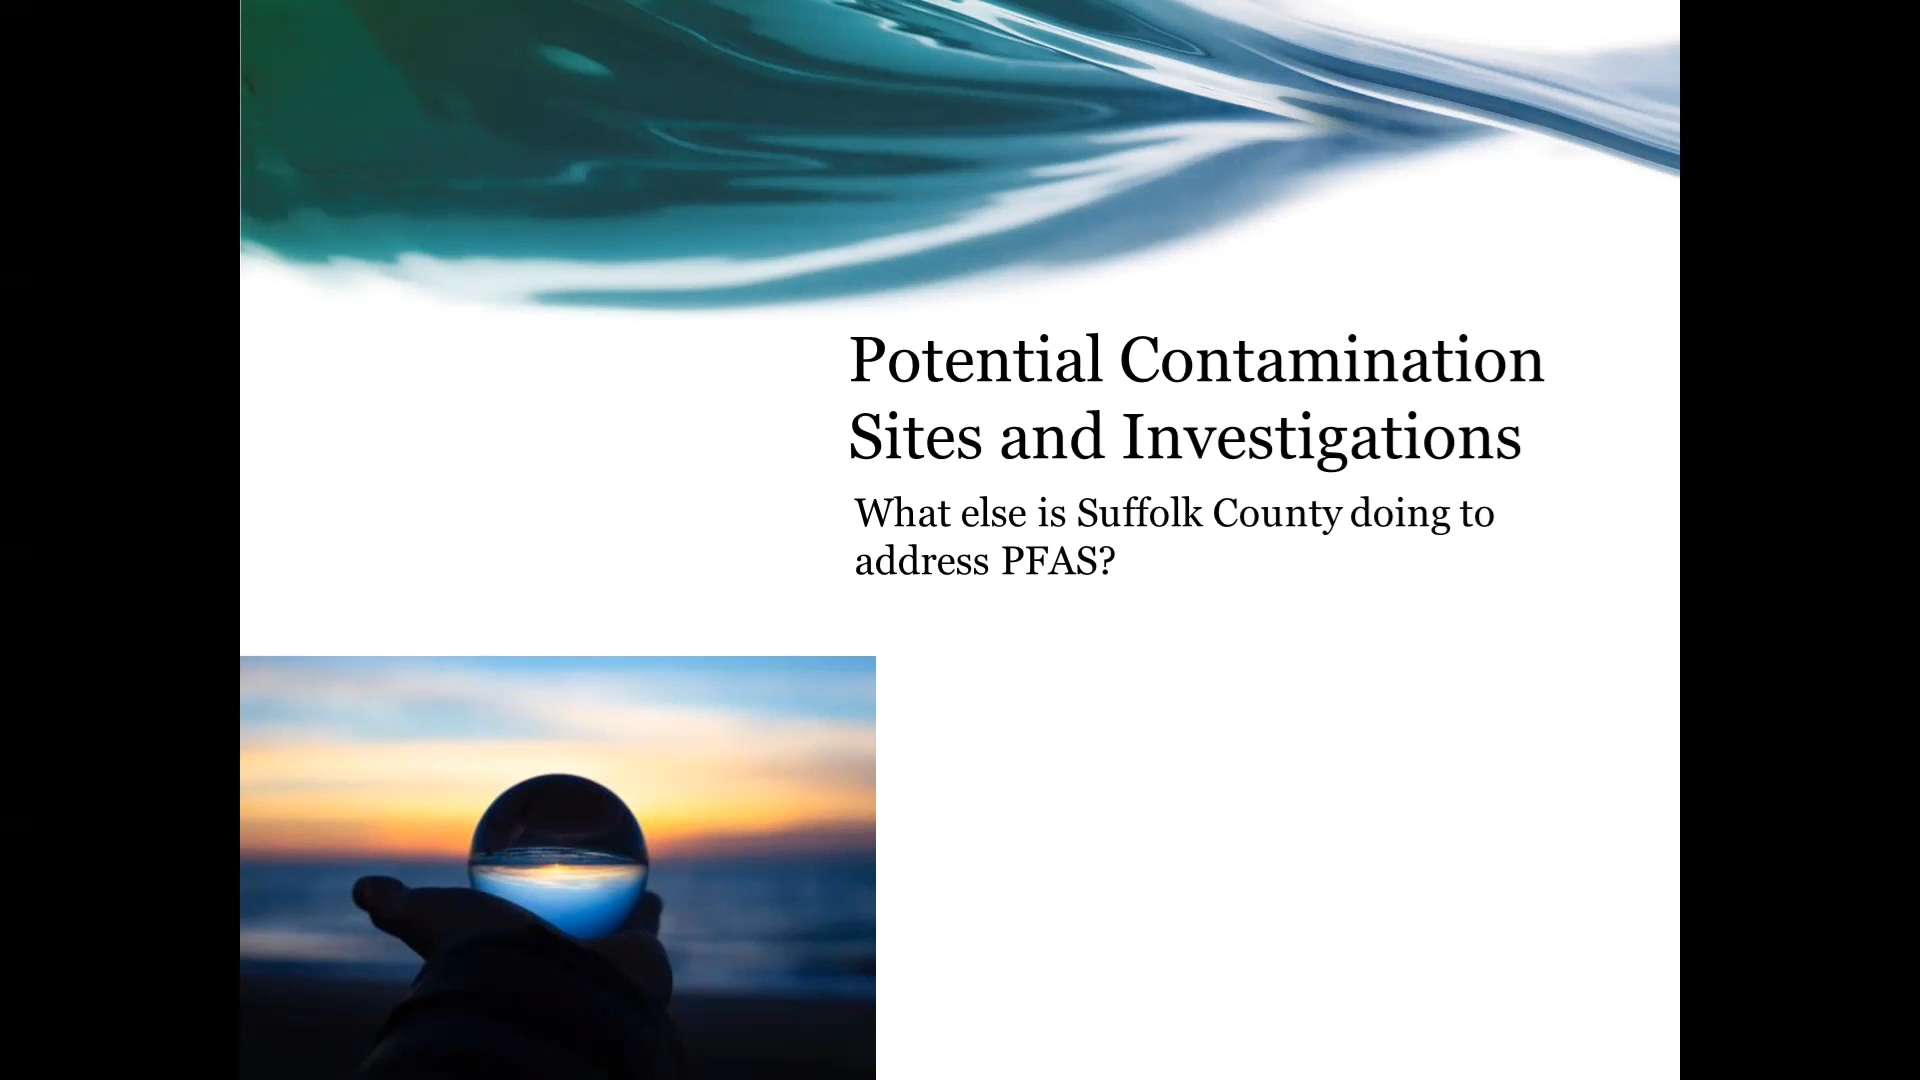 Potential Contamination
Sites and Investigations
What else is Suffolk County doing to
address PFAS?